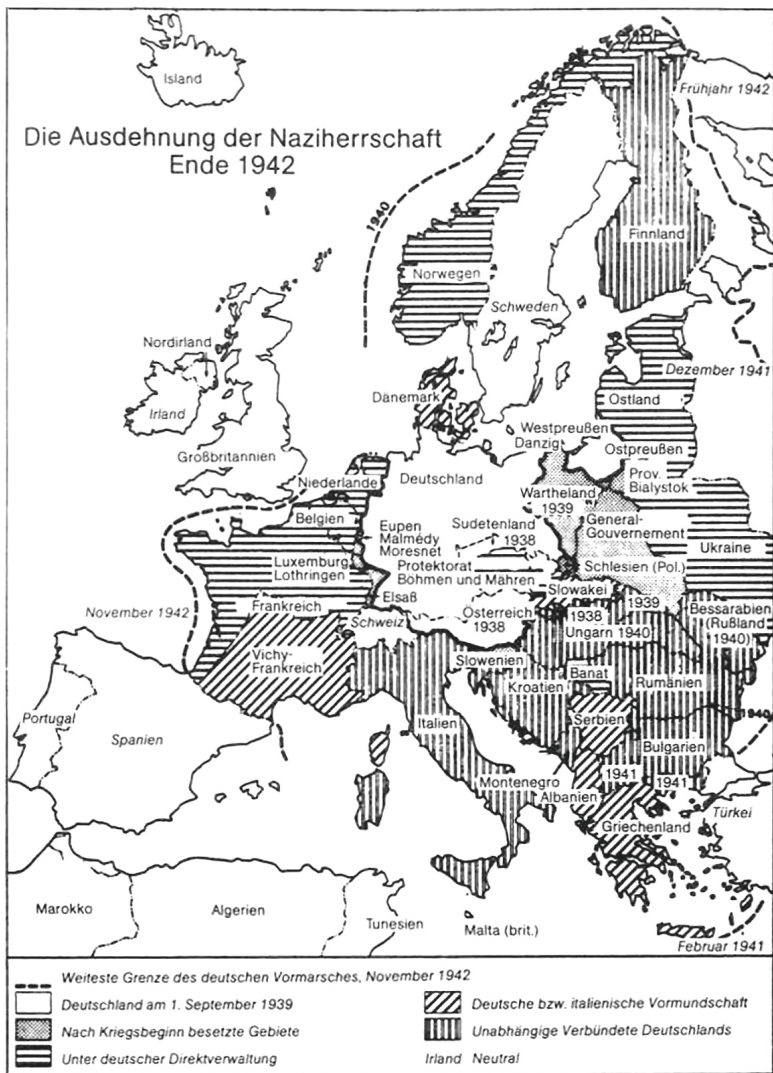 Island
Frühjahr 1942
Die Ausdehnung der Naziherrschaft
Ende 1942
1940
Finnland
Norwegen
Schweden
Nordirland
Irland
Dezember 1941
Dänemark
Ostland
Westpreußen
Danzig
Ostpreußen
Großbritannien
Niederlande
Deutschland
Prov.
Bialystok
Wartheland
1939
Belgien
General-
Gouvernement
Eupen
Malmédy
Moresnet
Sudetenland
1938
Ukraine
Luxemburg
Lothringen
Protektorat
Böhmen und Mähren
Schlesien (Pol.)
Elsaß
Slowakei
1939
November 1942
Frankreich
Schweiz
Österreich
1938
1938
Ungarn 1940
Bessarabien
(Rußland
1940)
Vichy-
Frankreich
Slowenien
Banat
Kroatien
Rumänien
Portugal
Spanien
Italien
Serbien
1940
Bulgarien
Montenegro
1941
1941
Albanien
Türkei
Griechenland
Marokko
Algerien
Tunesien
Malta (brit.)
Februar 1941
Weiteste Grenze des deutschen Vormarsches, November 1942
Deutschland am 1. September 1939
Deutsche bzw. italienische Vormundschaft
Nach Kriegsbeginn besetzte Gebiete
Unabhängige Verbündete Deutschlands
Unter deutscher Direktverwaltung
Irland Neutral